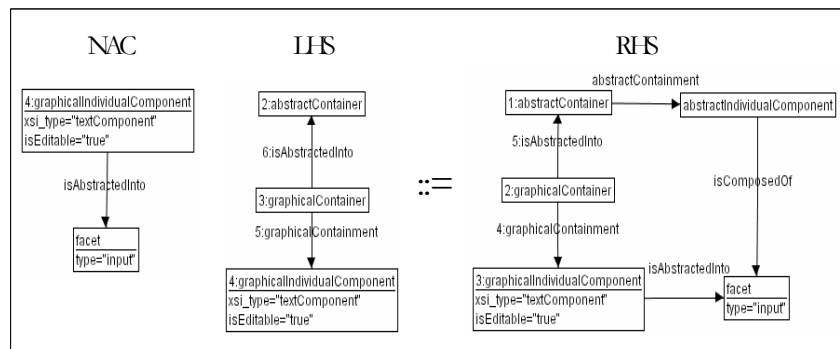 NAC
4:graphicalIndividualComponent
xsi_type="textComponent"
isEditable="true"
isAbstractedInto
facet
type="input"
LHS
2:abstractContainer
6:isAbstractedInto
3:graphicalContainer
5:graphicalContainment
4:graphicalIndividualComponent
xsi_type="textComponent"
isEditable="true"
::=
RHS
abstractContainment
1:abstractContainer
abstractIndividualComponent
5:isAbstractedInto
isComposedOf
2:graphicalContainer
4:graphicalContainment
isAbstractedInto
3:graphicalIndividualComponent
xsi_type="textComponent"
isEditable="true"
facet
type="input"